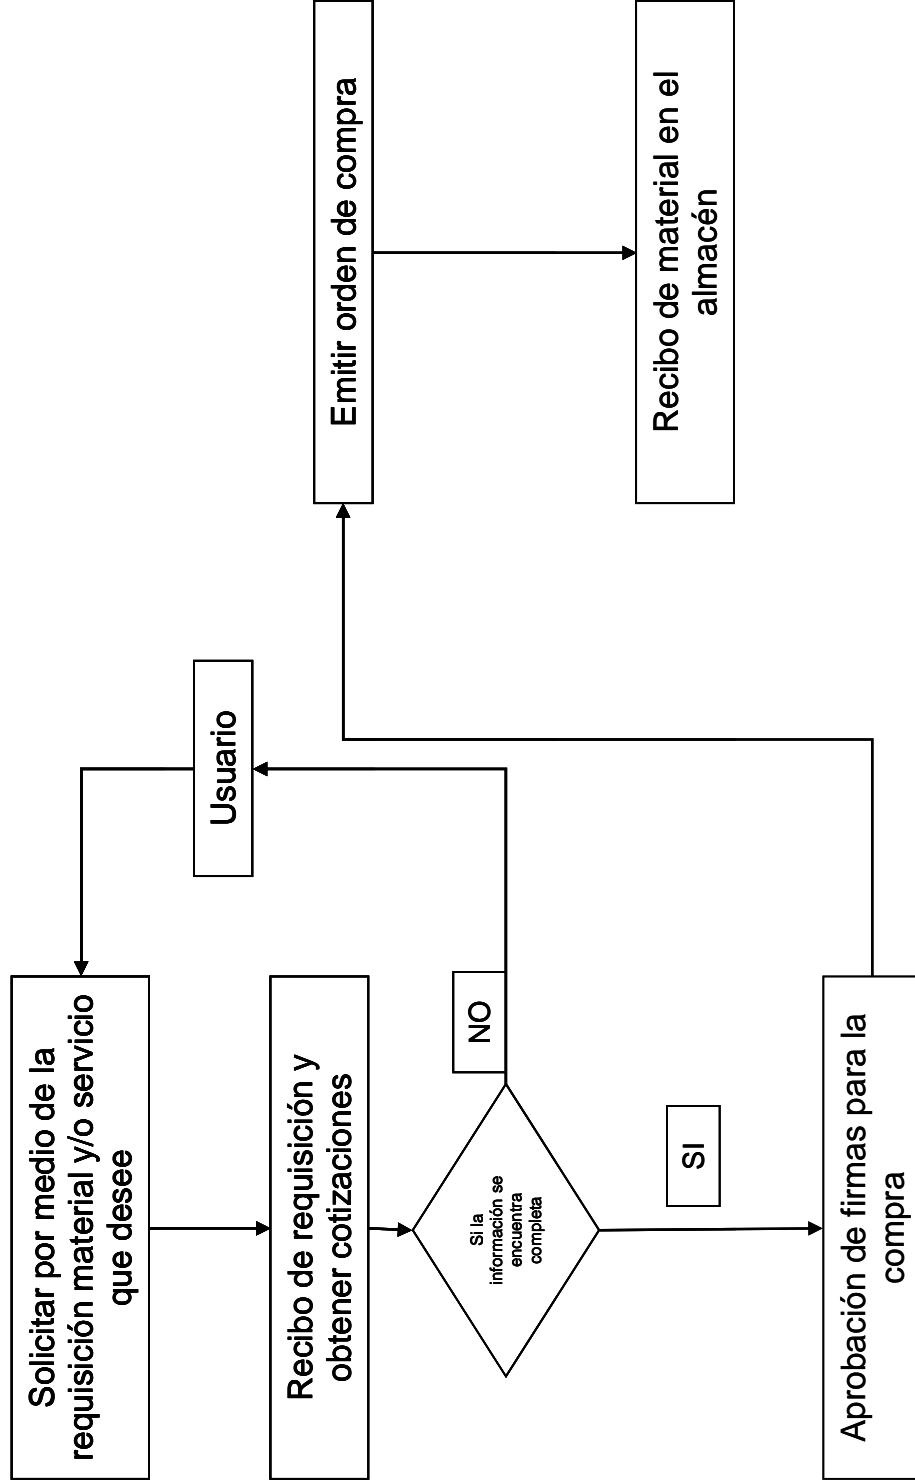 Solicitar por medio de la
requisición material y/o servicio
que desee
Recibo de requisición y
obtener cotizaciones
Si la
información se
encuentra
completa
NO
SI
Usuario
Aprobación de firmas para la
compra
Emitir orden de compra
Recibo de material en el
almacén